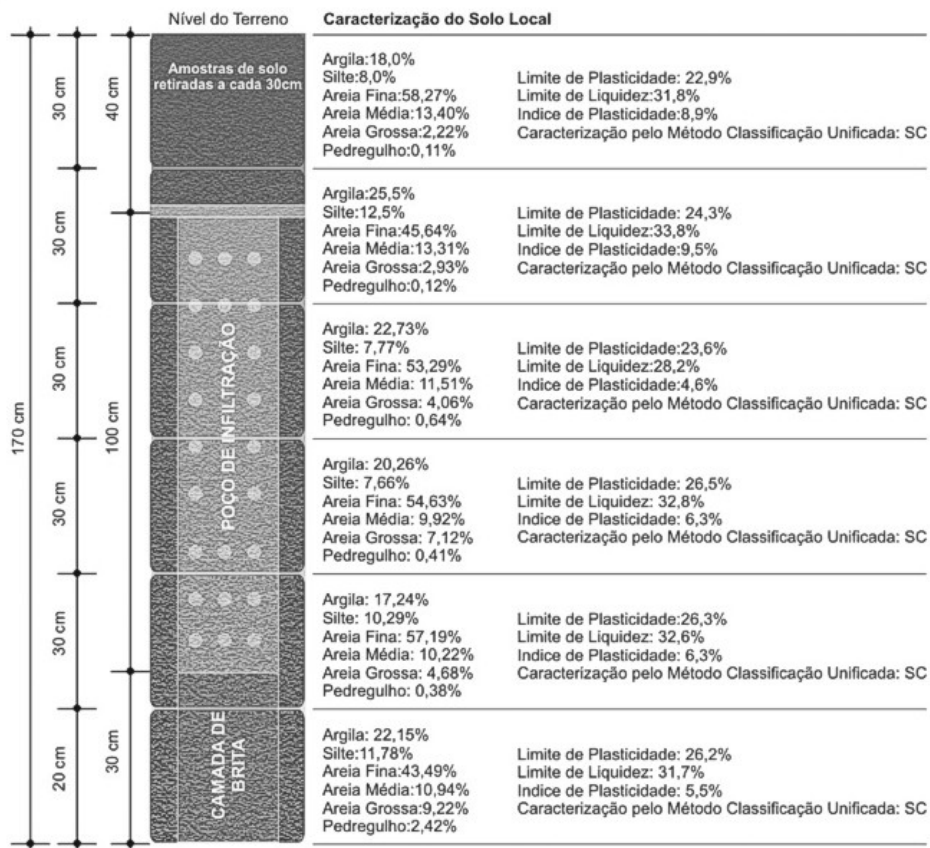 Nível do Terreno
Caracterização do Solo Local
170 cm
30 cm
40 cm
Amostras de solo
retiradas a cada 30cm
Argila:18,0%
Silte:8,0%
Areia Fina:58,27%
Areia Média:13,40%
Areia Grossa:2,22%
Pedregulho:0,11%
Limite de Plasticidade: 22,9%
Limite de Liquidez:31,8%
Indice de Plasticidade:8,9%
Caracterização pelo Método Classificação Unificada: SC
30 cm
Argila:25,5%
Silte:12,5%
Areia Fina:45,64%
Areia Média:13,31%
Areia Grossa:2,93%
Pedregulho:0,12%
Limite de Plasticidade: 24,3%
Limite de Liquidez:33,8%
Indice de Plasticidade:9,5%
Caracterização pelo Método Classificação Unificada: SC
30 cm
100 cm
POÇO DE INFILTRAÇÃO
Argila: 22,73%
Silte: 7,77%
Areia Fina: 53,29%
Areia Média: 11,51%
Areia Grossa: 4,06%
Pedregulho: 0,64%
Limite de Plasticidade:23,6%
Limite de Liquidez:28,2%
Indice de Plasticidade:4,6%
Caracterização pelo Método Classificação Unificada: SC
30 cm
Argila: 20,26%
Silte: 7,66%
Areia Fina: 54,63%
Areia Média: 9,92%
Areia Grossa: 7,12%
Pedregulho: 0,41%
Limite de Plasticidade: 26,5%
Limite de Liquidez: 32,8%
Indice de Plasticidade: 6,3%
Caracterização pelo Método Classificação Unificada: SC
30 cm
Argila: 17,24%
Silte: 10,29%
Areia Fina: 57,19%
Areia Média: 10,22%
Areia Grossa: 4,68%
Pedregulho: 0,38%
Limite de Plasticidade:26,3%
Limite de Liquidez: 32,6%
Indice de Plasticidade: 6,3%
Caracterização pelo Método Classificação Unificada: SC
20 cm
30 cm
CAMADA DE
BRITA
Argila: 22,15%
Silte:11,78%
Areia Fina:43,49%
Areia Média:10,94%
Areia Grossa:9,22%
Pedregulho:2,42%
Limite de Plasticidade: 26,2%
Limite de Liquidez: 31,7%
Indice de Plasticidade: 5,5%
Caracterização pelo Método Classificação Unificada: SC